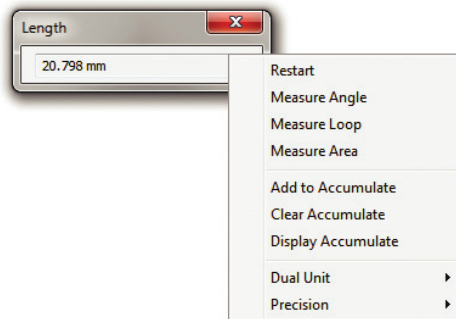 Length
20.798 mm
Restart
Measure Angle
Measure Loop
Measure Area
Add to Accumulate
Clear Accumulate
Display Accumulate
Dual Unit
Precision